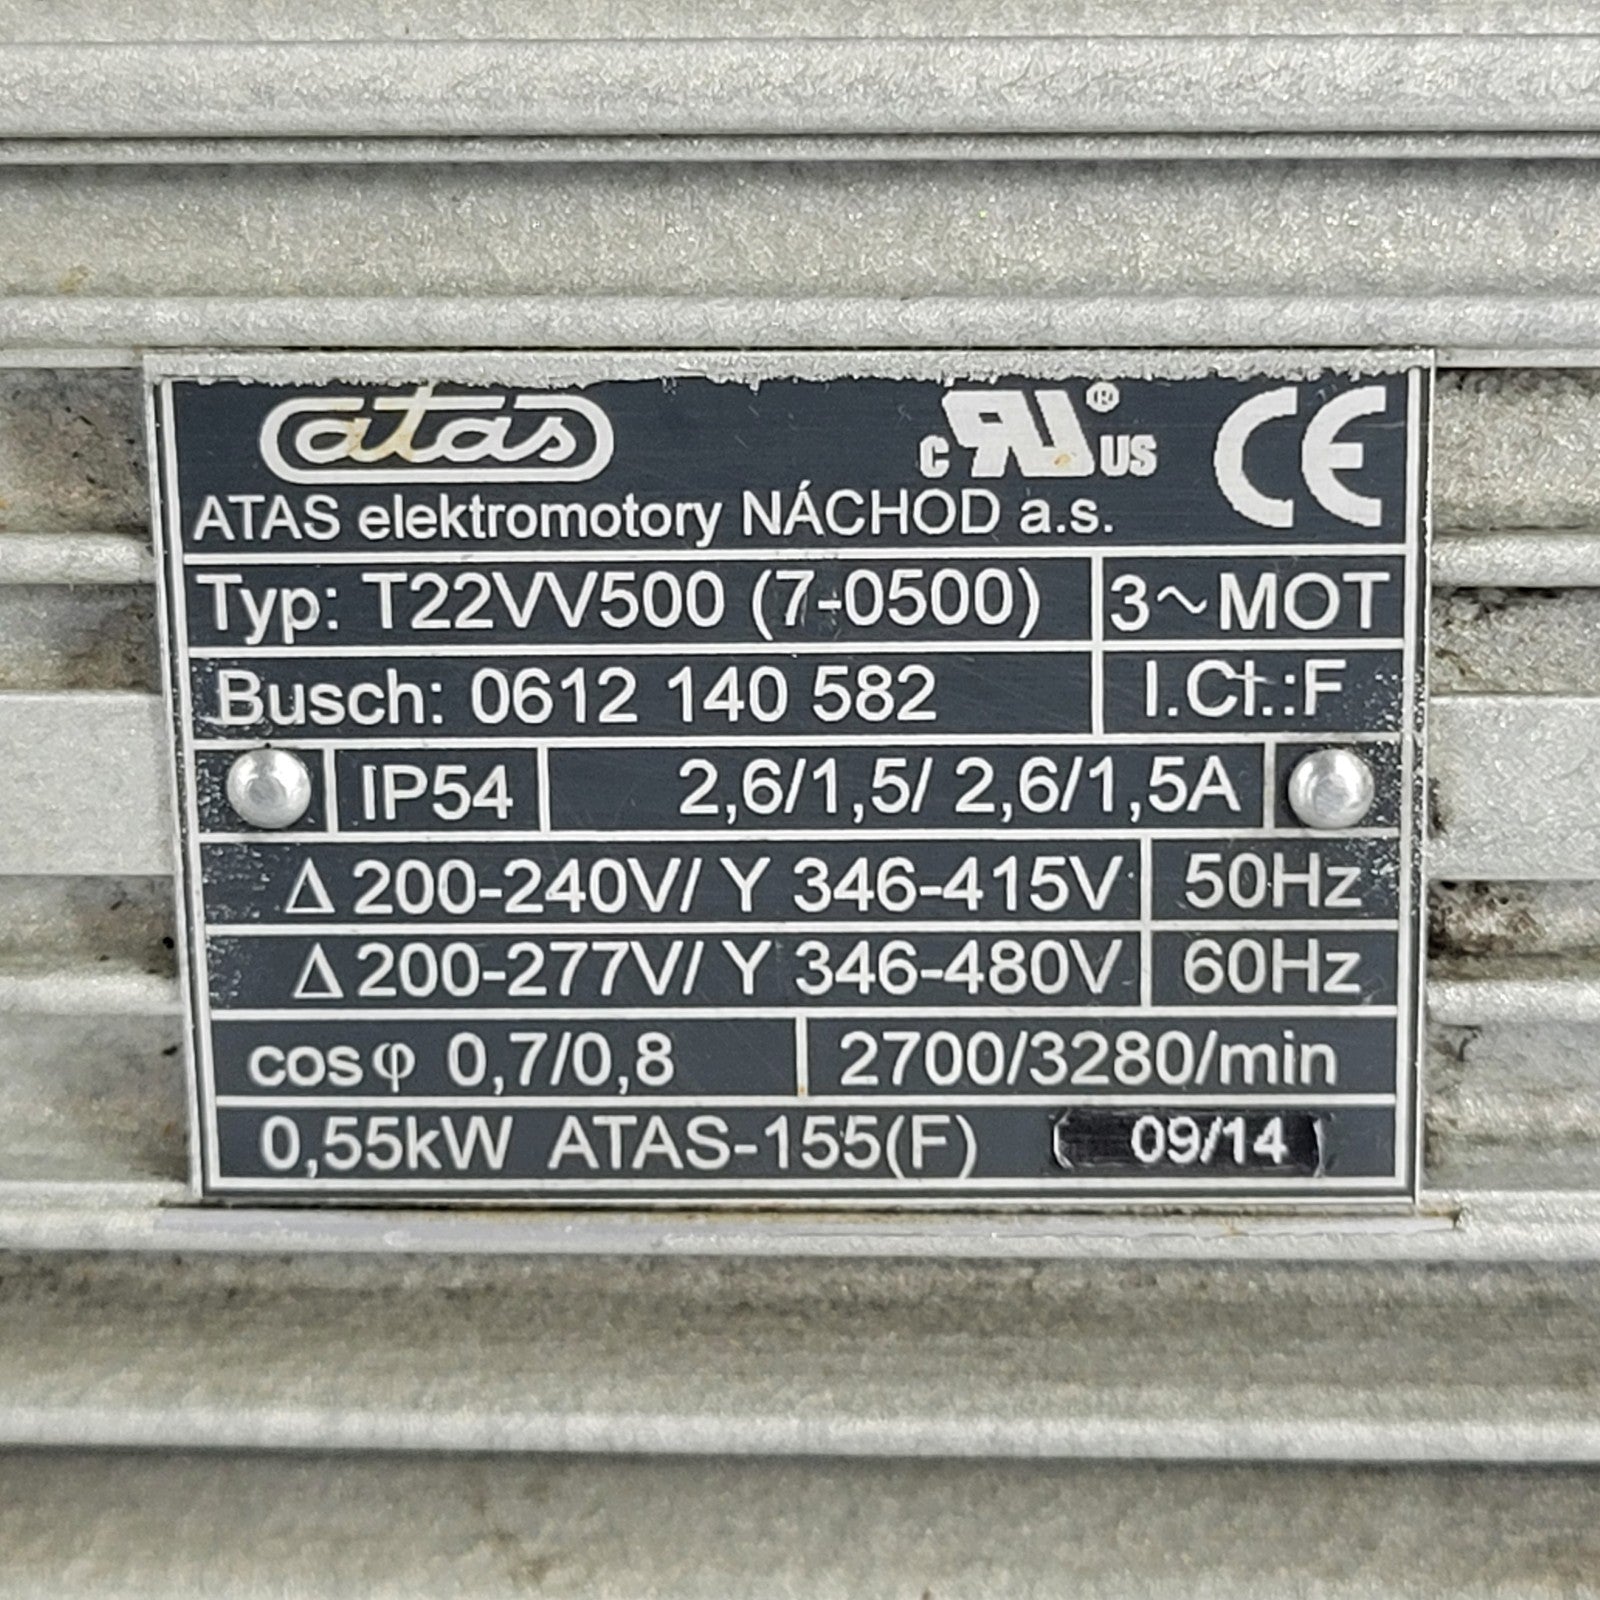 atas
c RU ® US CE
ATAS elektromotory NÁCHOD a.s.
Typ: T22VV500 (7-0500) 3~MOT
Busch: 0612 140 582 I.Cl.:F
IP54 2,6/1,5/ 2,6/1,5A
Δ 200-240V/ Y 346-415V 50Hz
Δ 200-277V/ Y 346-480V 60Hz
cos φ 0,7/0,8 2700/3280/min
0,55kW ATAS-155(F) 09/14